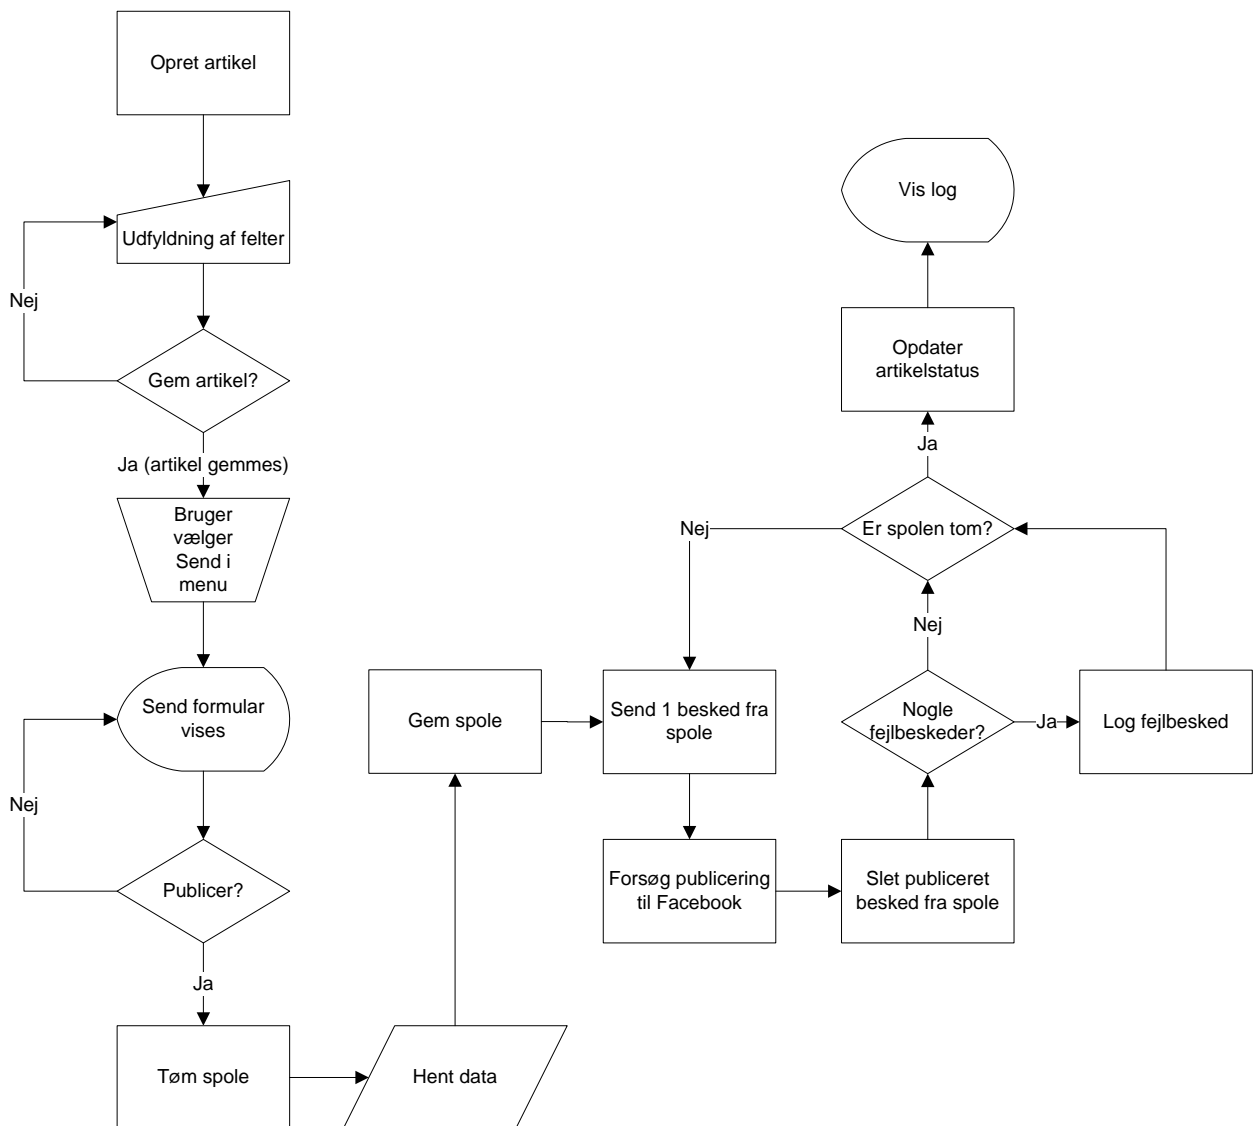 Opret artikel
Udfyldning af felter
Nej
Gem artikel?
Ja (artikel gemmes)
Bruger
vælger
Send i
menu
Send formular
vises
Nej
Publicer?
Ja
Tøm spole
Hent data
Gem spole
Send 1 besked fra
spole
Forsøg publicering
til Facebook
Slet publiceret
besked fra spole
Nogle
fejlbeskeder?
Ja
Log fejlbesked
Nej
Er spolen tom?
Nej
Ja
Opdater
artikelstatus
Vis log